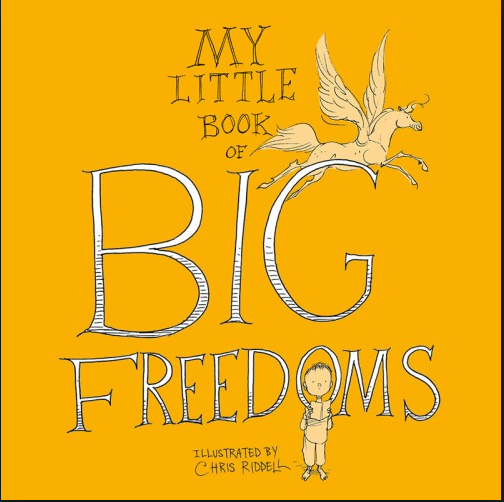 MY
LITTLE
BOOK
OF
BIG
FREEDOMS
ILLUSTRATED BY
CHRIS RIDDELL